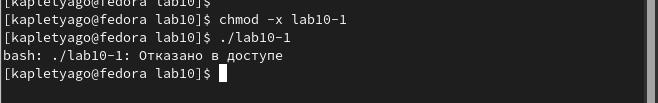 [kapletyago@fedora lab10]$
[kapletyago@fedora lab10]$ chmod -x lab10-1
[kapletyago@fedora lab10]$ ./lab10-1
bash: ./lab10-1: Отказано в доступе
[kapletyago@fedora lab10]$